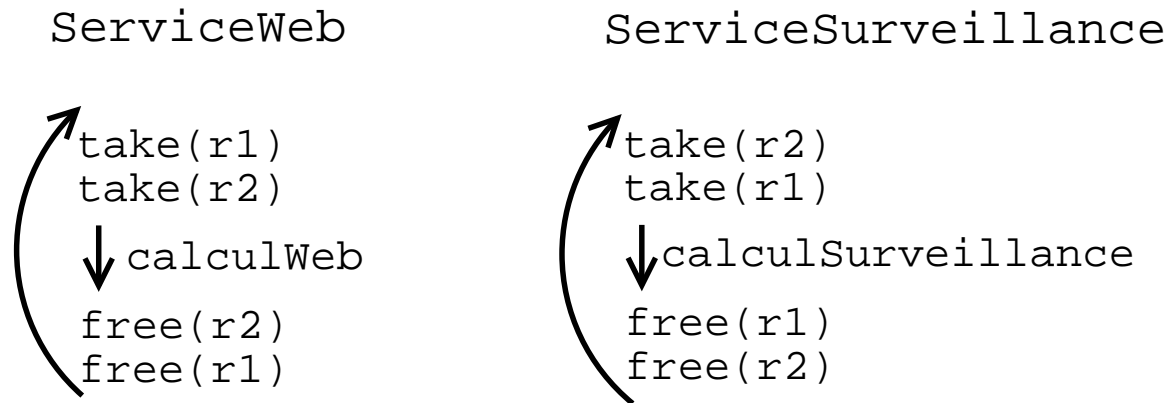 ServiceWeb
take(r1)
take(r2)
calculWeb
free(r2)
free(r1)
ServiceSurveillance
take(r2)
take(r1)
calculSurveillance
free(r1)
free(r2)